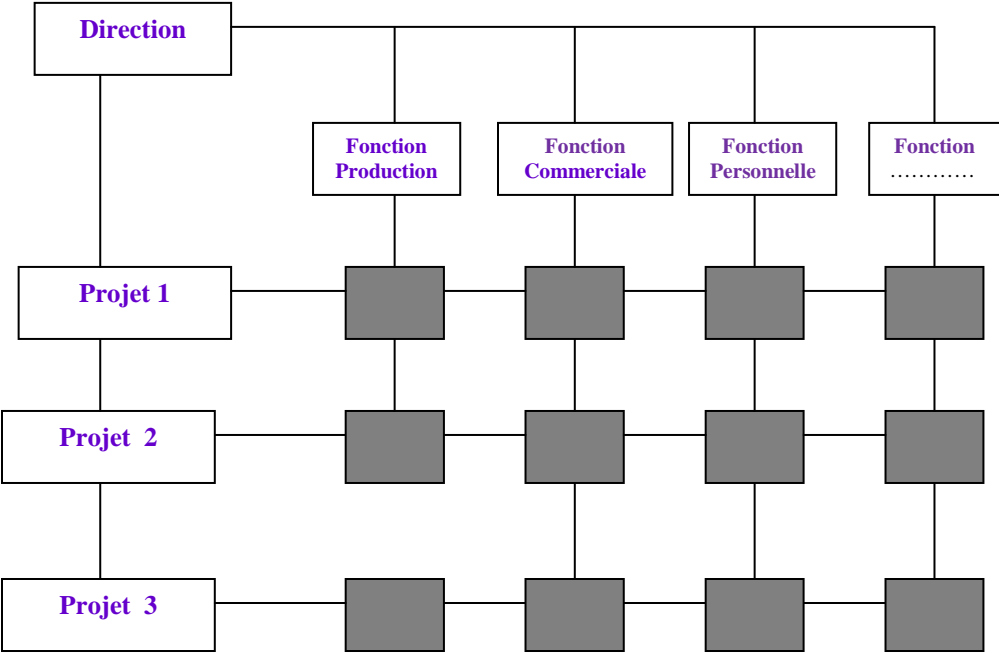 Direction
Fonction
Production
Fonction
Commerciale
Fonction
Personnelle
Fonction
…………
Projet 1
Projet  2
Projet  3